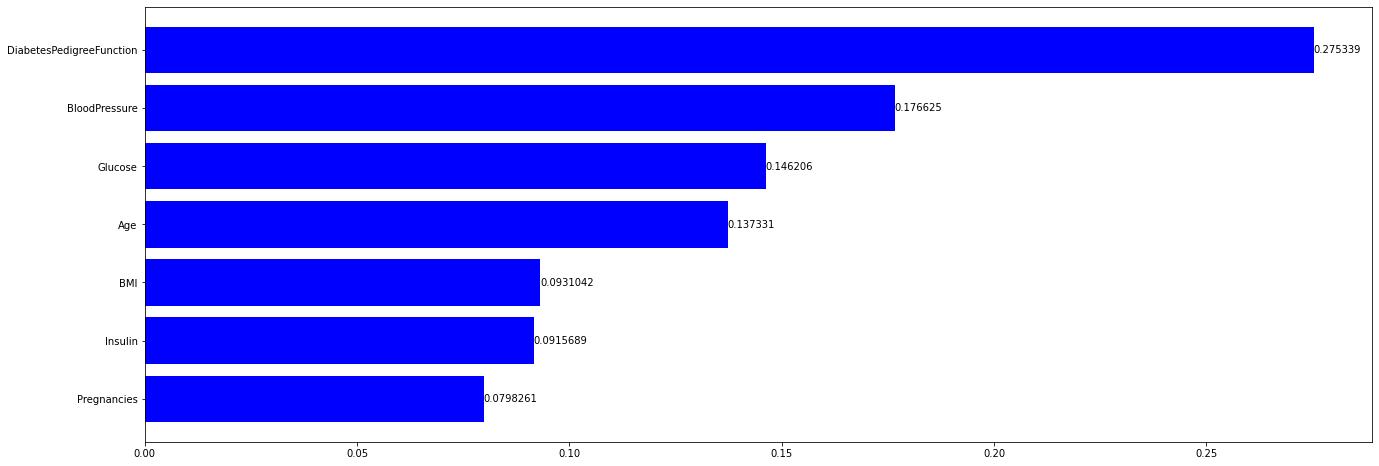 DiabetesPedigreeFunction 0.275339
BloodPressure 0.176625
Glucose 0.146206
Age 0.137331
BMI 0.0931042
Insulin 0.0915689
Pregnancies 0.0798261
0.00 0.05 0.10 0.15 0.20 0.25